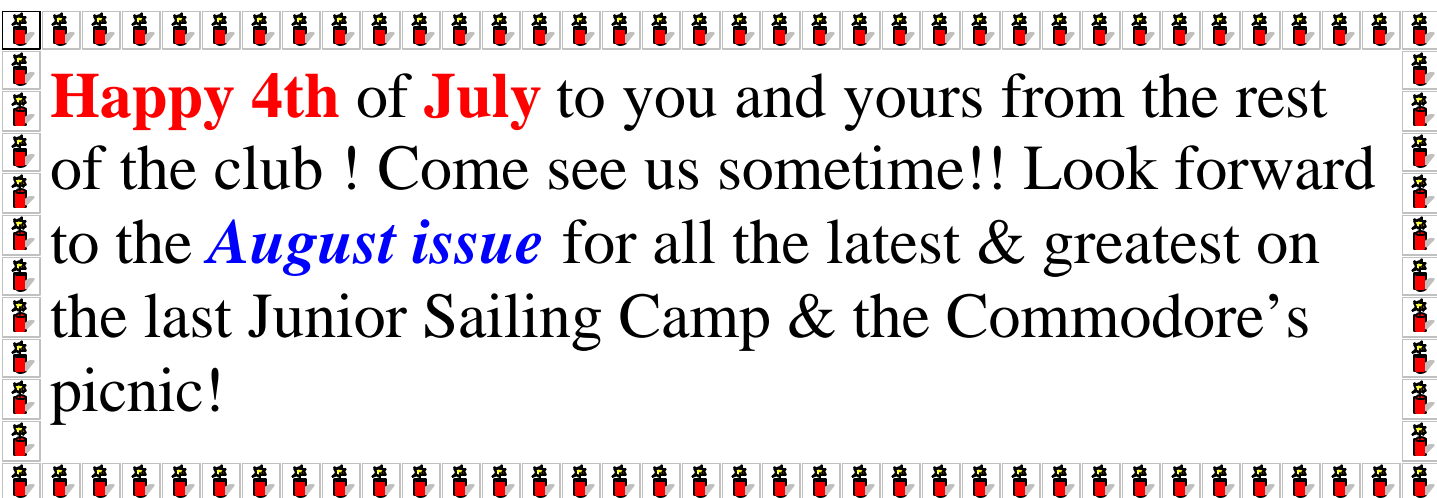 Happy 4th of July to you and yours from the rest
of the club ! Come see us sometime!! Look forward
to the August issue for all the latest & greatest on
the last Junior Sailing Camp & the Commodore’s
picnic!